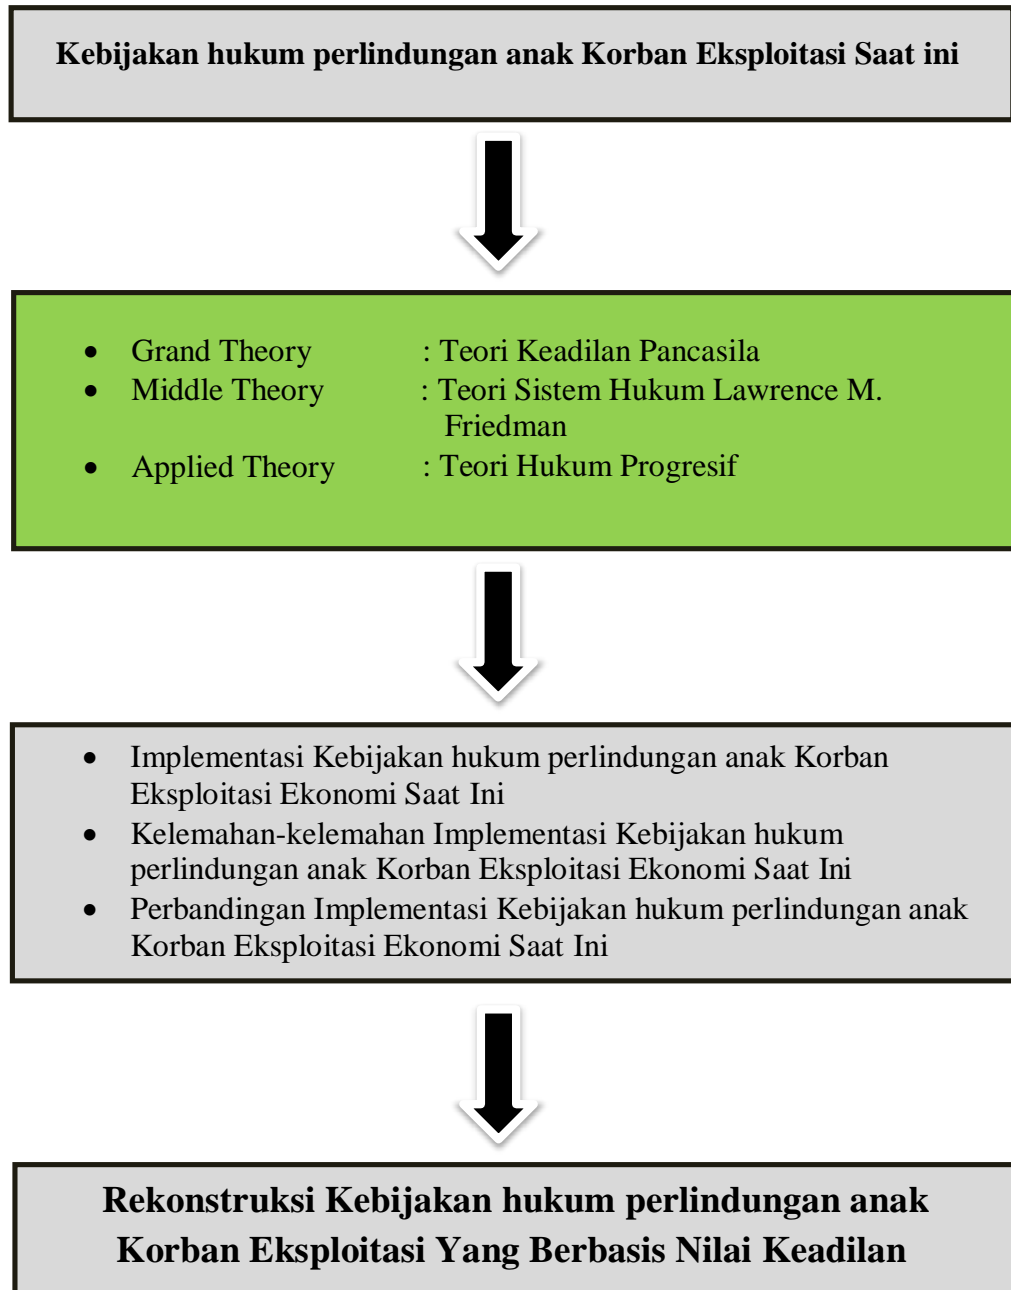 Kebijakan hukum perlindungan anak Korban Eksploitasi Saat ini
• Grand Theory : Teori Keadilan Pancasila
• Middle Theory : Teori Sistem Hukum Lawrence M.
Friedman
• Applied Theory : Teori Hukum Progresif
• Implementasi Kebijakan hukum perlindungan anak Korban
Eksploitasi Ekonomi Saat Ini
• Kelemahan-kelemahan Implementasi Kebijakan hukum
perlindungan anak Korban Eksploitasi Ekonomi Saat Ini
• Perbandingan Implementasi Kebijakan hukum perlindungan anak
Korban Eksploitasi Ekonomi Saat Ini
Rekonstruksi Kebijakan hukum perlindungan anak
Korban Eksploitasi Yang Berbasis Nilai Keadilan